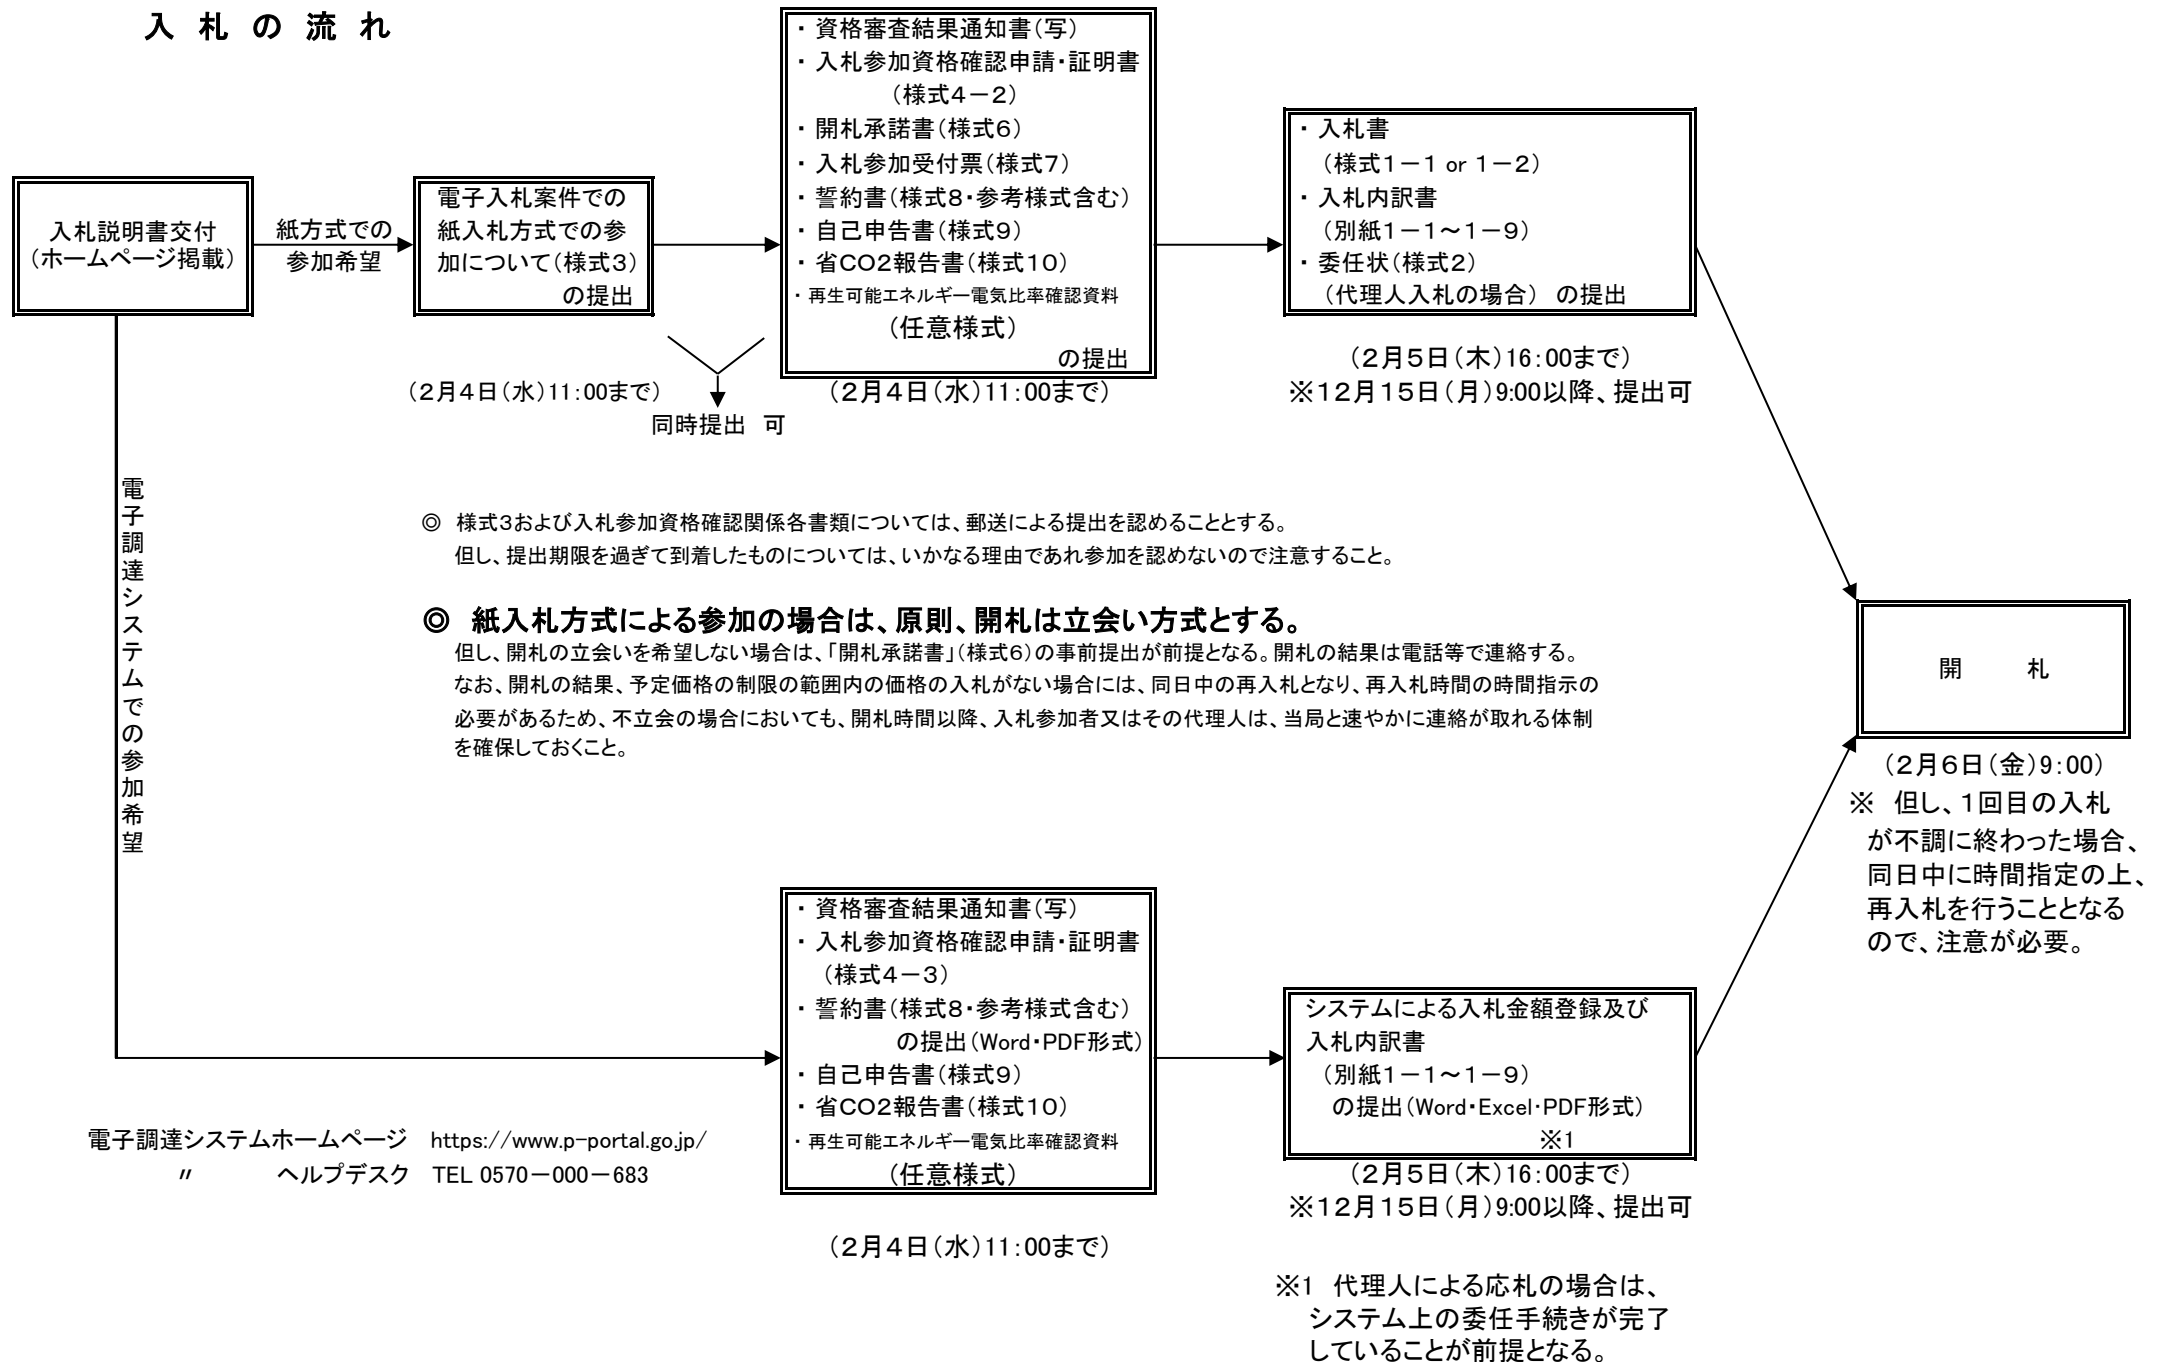 入 札 の 流 れ
入札説明書交付
（ホームページ掲載）
紙方式での
参加希望
電子入札案件での
紙入札方式での参
加について（様式３）
の提出
（２月４日（水）11：00まで）
同時提出　可
・ 資格審査結果通知書（写）
・ 入札参加資格確認申請・証明書
（様式４－２）
・ 開札承諾書（様式６）
・ 入札参加受付票（様式７）
・ 誓約書（様式８・参考様式含む）
・ 自己申告書（様式９）
・ 省ＣＯ２報告書（様式１０）
・ 再生可能エネルギー電気比率確認資料
（任意様式）
の提出
（２月４日（水）11：00まで）
・ 入札書
（様式１－１ or １－２）
・ 入札内訳書
（別紙１－１～１－９）
・ 委任状（様式２）
（代理人入札の場合）　の提出
（２月５日（木）16：00まで）
※１２月１５日（月）9:00以降、提出可
電子調達システムでの参加希望
◎　様式３および入札参加資格確認関係各書類については、郵送による提出を認めることとする。
但し、提出期限を過ぎて到着したものについては、いかなる理由であれ参加を認めないので注意すること。
◎　紙入札方式による参加の場合は、原則、開札は立会い方式とする。
但し、開札の立会いを希望しない場合は、「開札承諾書」（様式６）の事前提出が前提となる。開札の結果は電話等で連絡する。
なお、開札の結果、予定価格の制限の範囲内の価格の入札がない場合には、同日中の再入札となり、再入札時間の時間指示の
必要があるため、不立会の場合においても、開札時間以降、入札参加者又はその代理人は、当局と速やかに連絡が取れる体制
を確保しておくこと。
開　　札
（２月６日（金）9：00）
※　但し、１回目の入札
が不調に終わった場合、
同日中に時間指定の上、
再入札を行うこととなる
ので、注意が必要。
・ 資格審査結果通知書（写）
・ 入札参加資格確認申請・証明書
（様式４－３）
・ 誓約書（様式８・参考様式含む）
の提出（Word・PDF形式）
・ 自己申告書（様式９）
・ 省ＣＯ２報告書（様式１０）
・ 再生可能エネルギー電気比率確認資料
（任意様式）
（２月４日（水）11：00まで）
システムによる入札金額登録及び
入札内訳書
（別紙１－１～１－９）
の提出（Word・Excel・PDF形式）
※1
（２月５日（木）16：00まで）
※１２月１５日（月）9:00以降、提出可
※1　代理人による応札の場合は、
システム上の委任手続きが完了
していることが前提となる。
電子調達システムホームページ　https://www.p-portal.go.jp/
〃　　　ヘルプデスク　TEL 0570－000－683